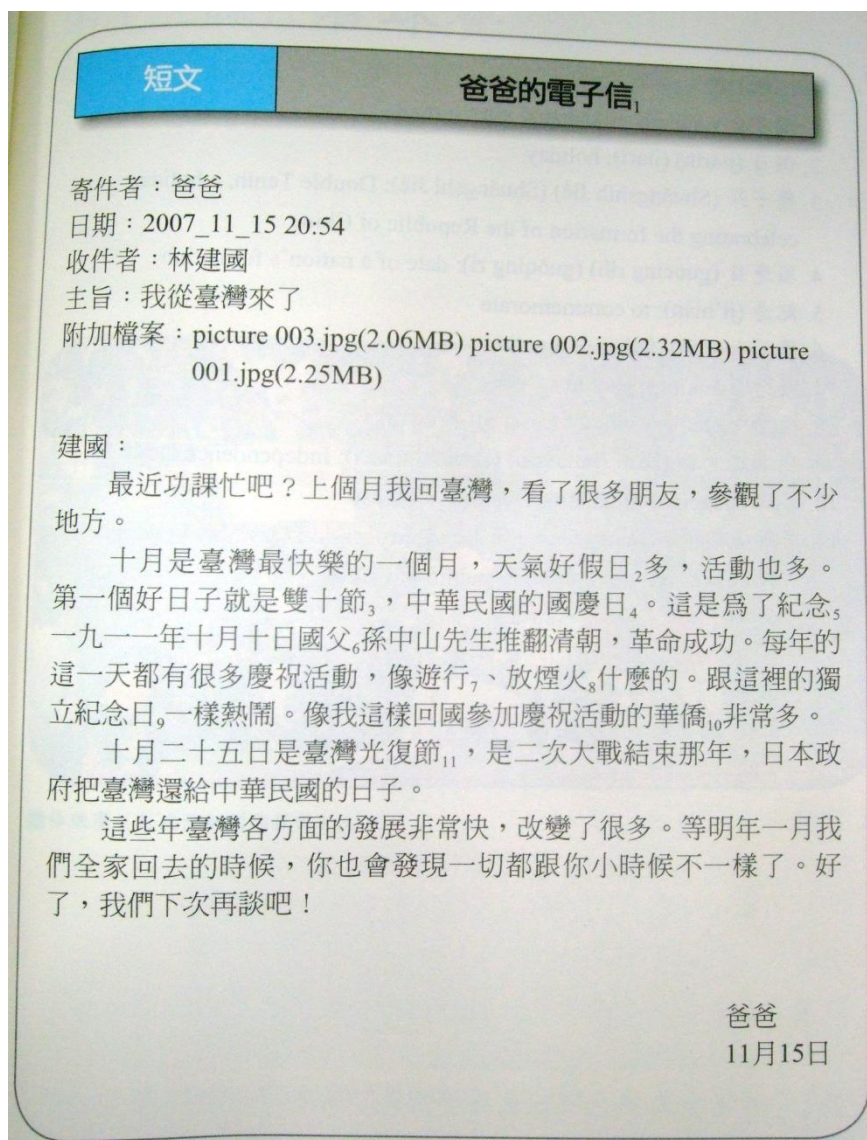 短文
爸爸的電子信1
寄件者：爸爸
日期：2007_11_15 20:54
收件者：林建國
主旨：我從臺灣來了
附加檔案：picture 003.jpg(2.06MB) picture 002.jpg(2.32MB) picture
001.jpg(2.25MB)
建國：
最近功課忙吧？上個月我回臺灣，看了很多朋友，參觀了不少
地方。
十月是臺灣最快樂的一個月，天氣好假日2多，活動也多。
第一個好日子就是雙十節3，中華民國的國慶日4。這是爲了紀念5
一九一一年十月十日國父6孫中山先生推翻清朝，革命成功。每年的
這一天都有很多慶祝活動，像遊行7、放煙火8什麼的。跟這裡的獨
立紀念日9一樣熱鬧。像我這樣回國參加慶祝活動的華僑10非常多。
十月二十五日是臺灣光復節11，是二次大戰結束那年，日本政
府把臺灣還給中華民國的日子。
這些年臺灣各方面的發展非常快，改變了很多。等明年一月我
們全家回去的時候，你也會發現一切都跟你小時候不一樣了。好
了，我們下次再談吧！
爸爸
11月15日